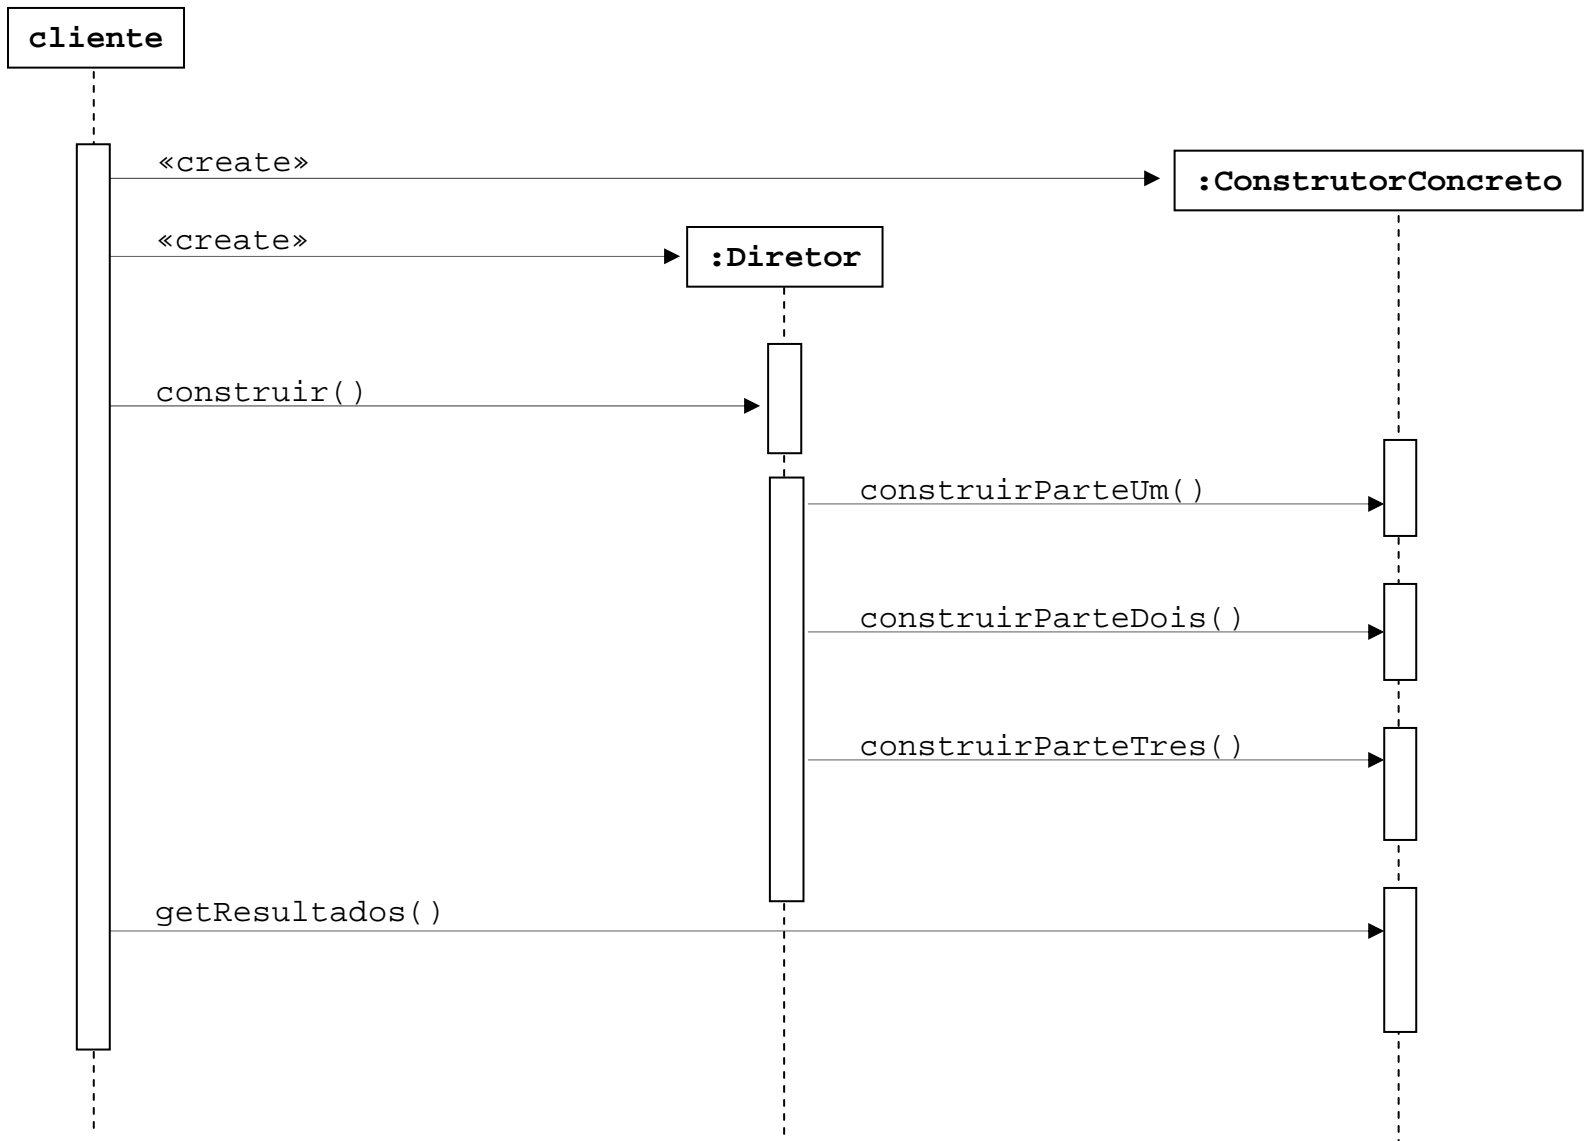 cliente
«create»
:ConstrutorConcreto
«create»
:Diretor
construir()
construirParteUm()
construirParteDois()
construirParteTres()
getResultados()